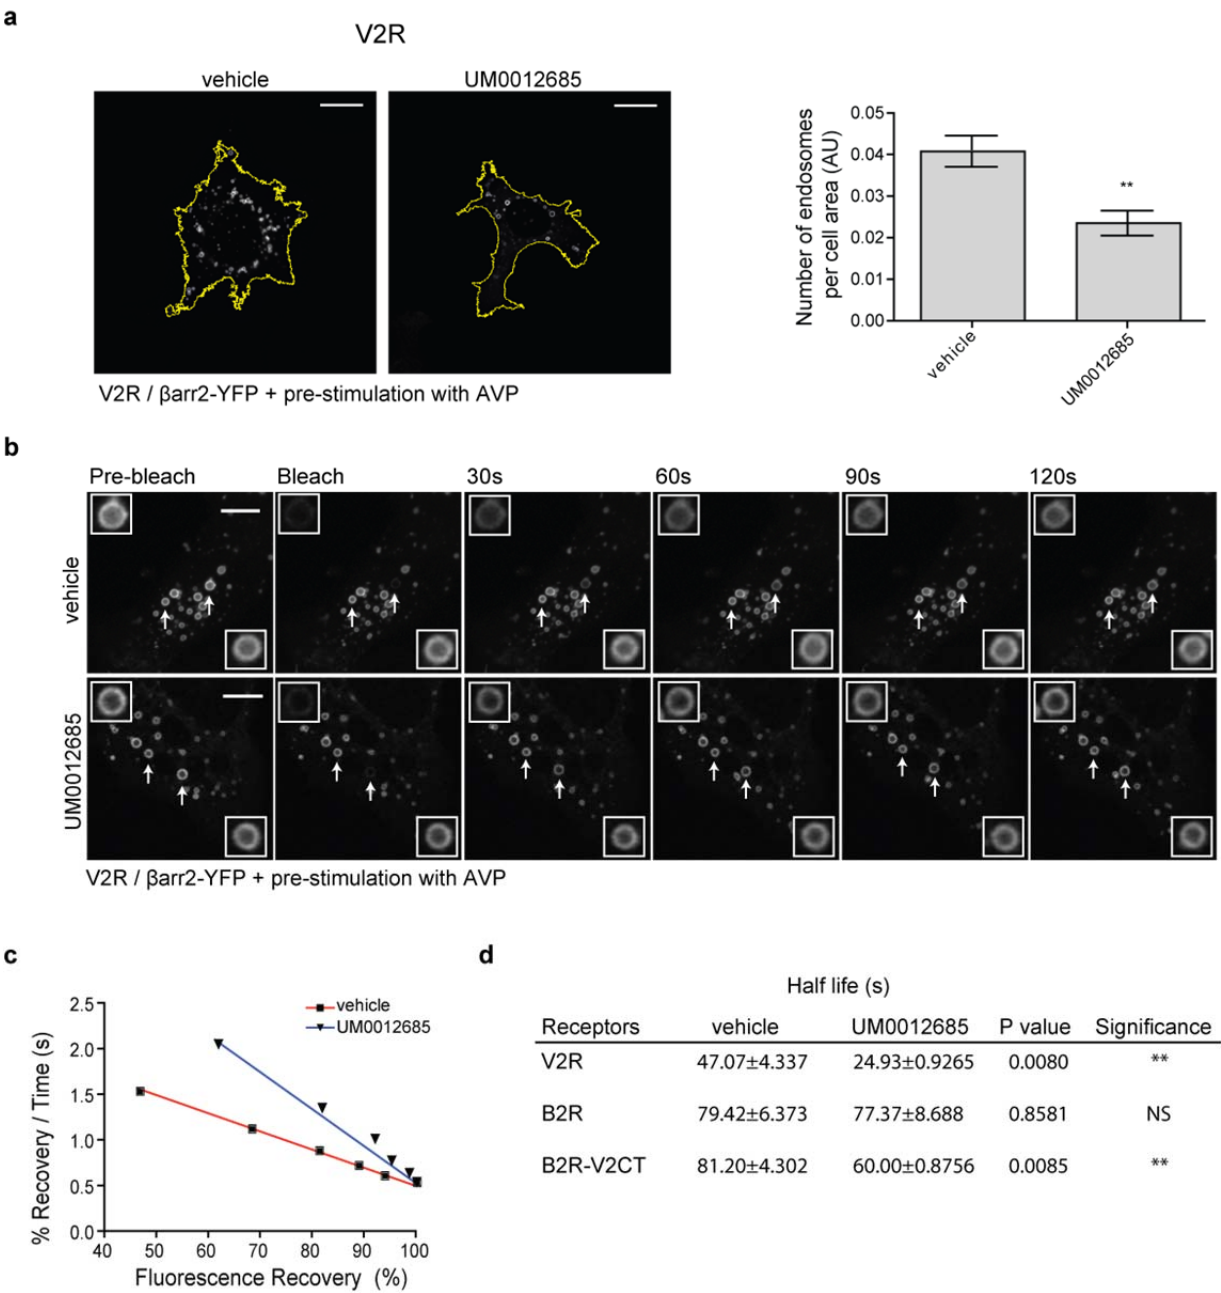 a
V2R
vehicle
UM0012685
V2R / βarr2-YFP + pre-stimulation with AVP
Number of endosomes
per cell area (AU)
0.05
0.04
0.03
0.02
0.01
0.00
**
vehicle
UM0012685
b
Pre-bleach Bleach 30s 60s 90s 120s
vehicle
UM0012685
V2R / βarr2-YFP + pre-stimulation with AVP
c
% Recovery / Time (s)
2.5
2.0
1.5
1.0
0.5
0.0
vehicle
UM0012685
40 50 60 70 80 90 100
Fluorescence Recovery (%)
d
Half life (s)
Receptors vehicle UM0012685 P value Significance
V2R 47.07±4.337 24.93±0.9265 0.0080 **
B2R 79.42±6.373 77.37±8.688 0.8581 NS
B2R-V2CT 81.20±4.302 60.00±0.8756 0.0085 **